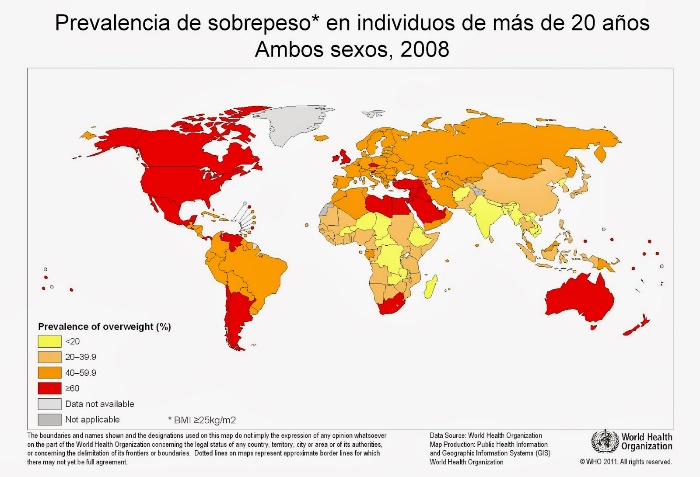 Prevalencia de sobrepeso* en individuos de más de 20 años
Ambos sexos, 2008
Prevalence of overweight (%)
<20
20–39.9
40–59.9
≥60
Data not available
Not applicable
* BMI ≥25kg/m2
The boundaries and names shown and the designations used on this map do not imply the expression of any opinion whatsoever
on the part of the World Health Organization concerning the legal status of any country, territory, city or area or of its authorities,
or concerning the delimitation of its frontiers or boundaries. Dotted lines on maps represent approximate border lines for which
there may not yet be full agreement.
Data Source: World Health Organization
Map Production: Public Health Information
and Geographic Information Systems (GIS)
World Health Organization
World Health
Organization
© WHO 2011. All rights reserved.